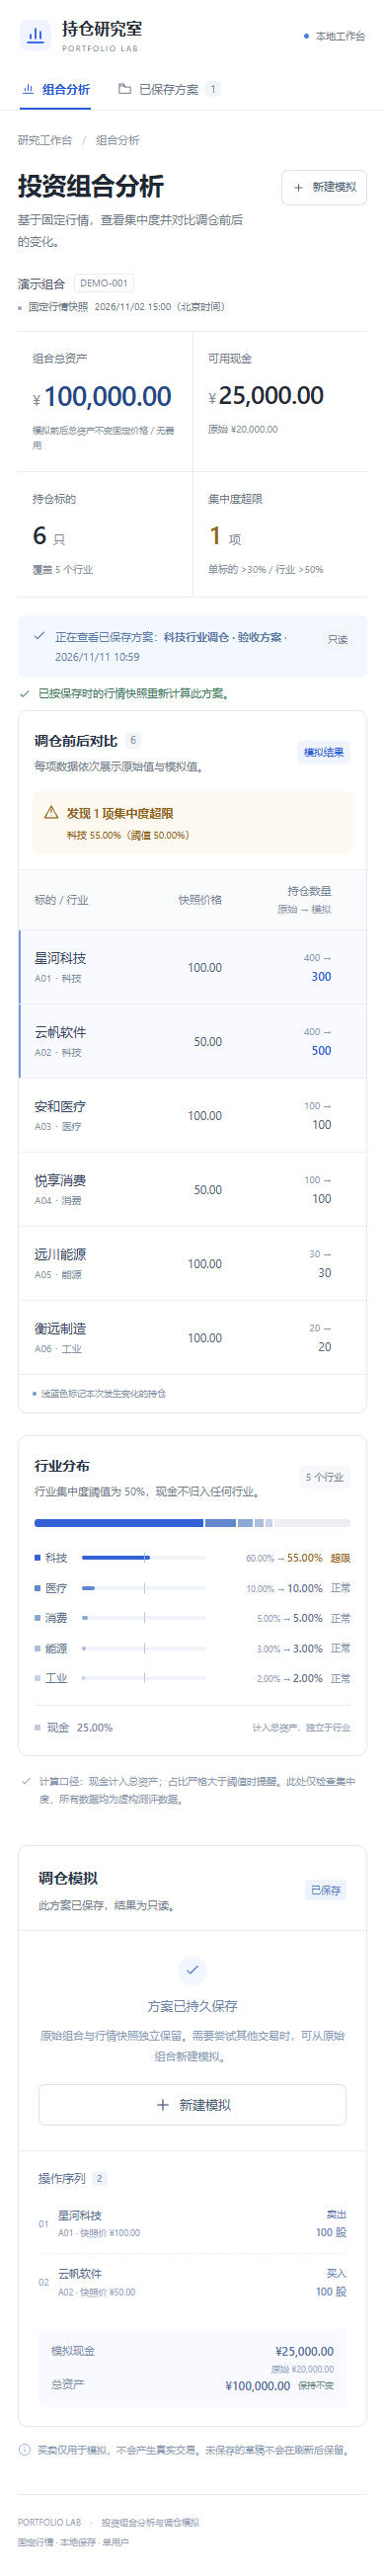 持仓研究室
PORTFOLIO LAB
本地工作台
组合分析
已保存方案 1
研究工作台 / 组合分析
投资组合分析
新建模拟
基于固定行情，查看集中度并对比调仓前后
的变化。
演示组合 DEMO-001
固定行情快照 2026/11/02 15:00（北京时间）
组合总资产
¥100,000.00
模拟前后总资产不变固定价格 / 无费
用
可用现金
¥25,000.00
原始 ¥20,000.00
持仓标的
6 只
覆盖 5 个行业
集中度超限
1 项
单标的 >30% / 行业 >50%
正在查看已保存方案：科技行业调仓 · 验收方案 ·
2026/11/11 10:59
只读
已按保存时的行情快照重新计算此方案。
调仓前后对比 6
每项数据依次展示原始值与模拟值。
模拟结果
发现 1 项集中度超限
科技 55.00%（阈值 50.00%）
标的 / 行业
快照价格
持仓数量
原始 → 模拟
星河科技
A01 · 科技
100.00
400 →
300
云帆软件
A02 · 科技
50.00
400 →
500
安和医疗
A03 · 医疗
100.00
100 →
100
悦享消费
A04 · 消费
50.00
100 →
100
远川能源
A05 · 能源
100.00
30 →
30
衡远制造
A06 · 工业
100.00
20 →
20
浅蓝色标记本次发生变化的持仓
行业分布
行业集中度阈值为 50%，现金不归入任何行业。
5 个行业
科技 60.00% → 55.00% 超限
医疗 10.00% → 10.00% 正常
消费 5.00% → 5.00% 正常
能源 3.00% → 3.00% 正常
工业 2.00% → 2.00% 正常
现金 25.00% 计入总资产，独立于行业
计算口径：现金计入总资产；占比严格大于阈值时提醒。此处仅检查集中
度，所有数据均为虚构测评数据。
调仓模拟
此方案已保存，结果为只读。
已保存
方案已持久保存
原始组合与行情快照独立保留。需要尝试其他交易时，可从原始
组合新建模拟。
新建模拟
操作序列 2
01
星河科技
A01 · 快照价 ¥100.00
卖出
100 股
02
云帆软件
A02 · 快照价 ¥50.00
买入
100 股
模拟现金 ¥25,000.00
原始 ¥20,000.00
总资产 ¥100,000.00 保持不变
买卖仅用于模拟，不会产生真实交易。未保存的草稿不会在刷新后保留。
PORTFOLIO LAB · 投资组合分析与调仓模拟
固定行情 · 本地保存 · 单用户